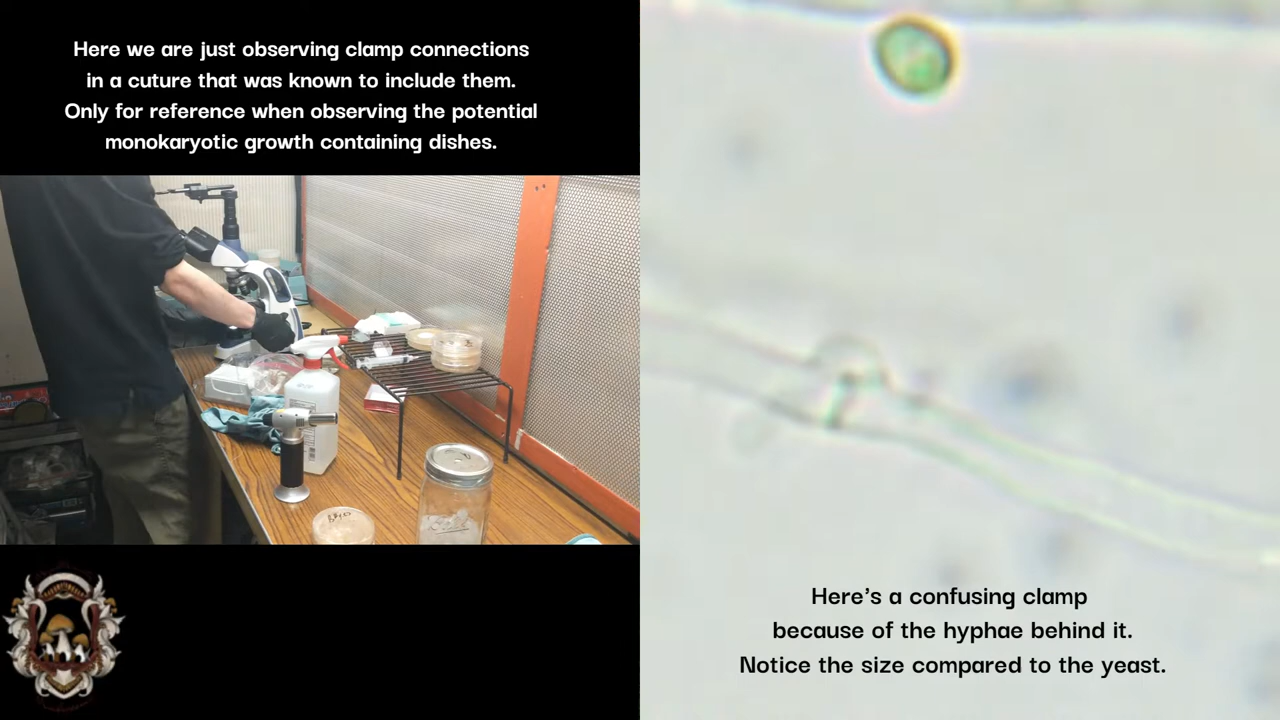 Here we are just observing clamp connections
in a cuture that was known to include them.
Only for reference when observing the potential
monokaryotic growth containing dishes.
Here's a confusing clamp
because of the hyphae behind it.
Notice the size compared to the yeast.